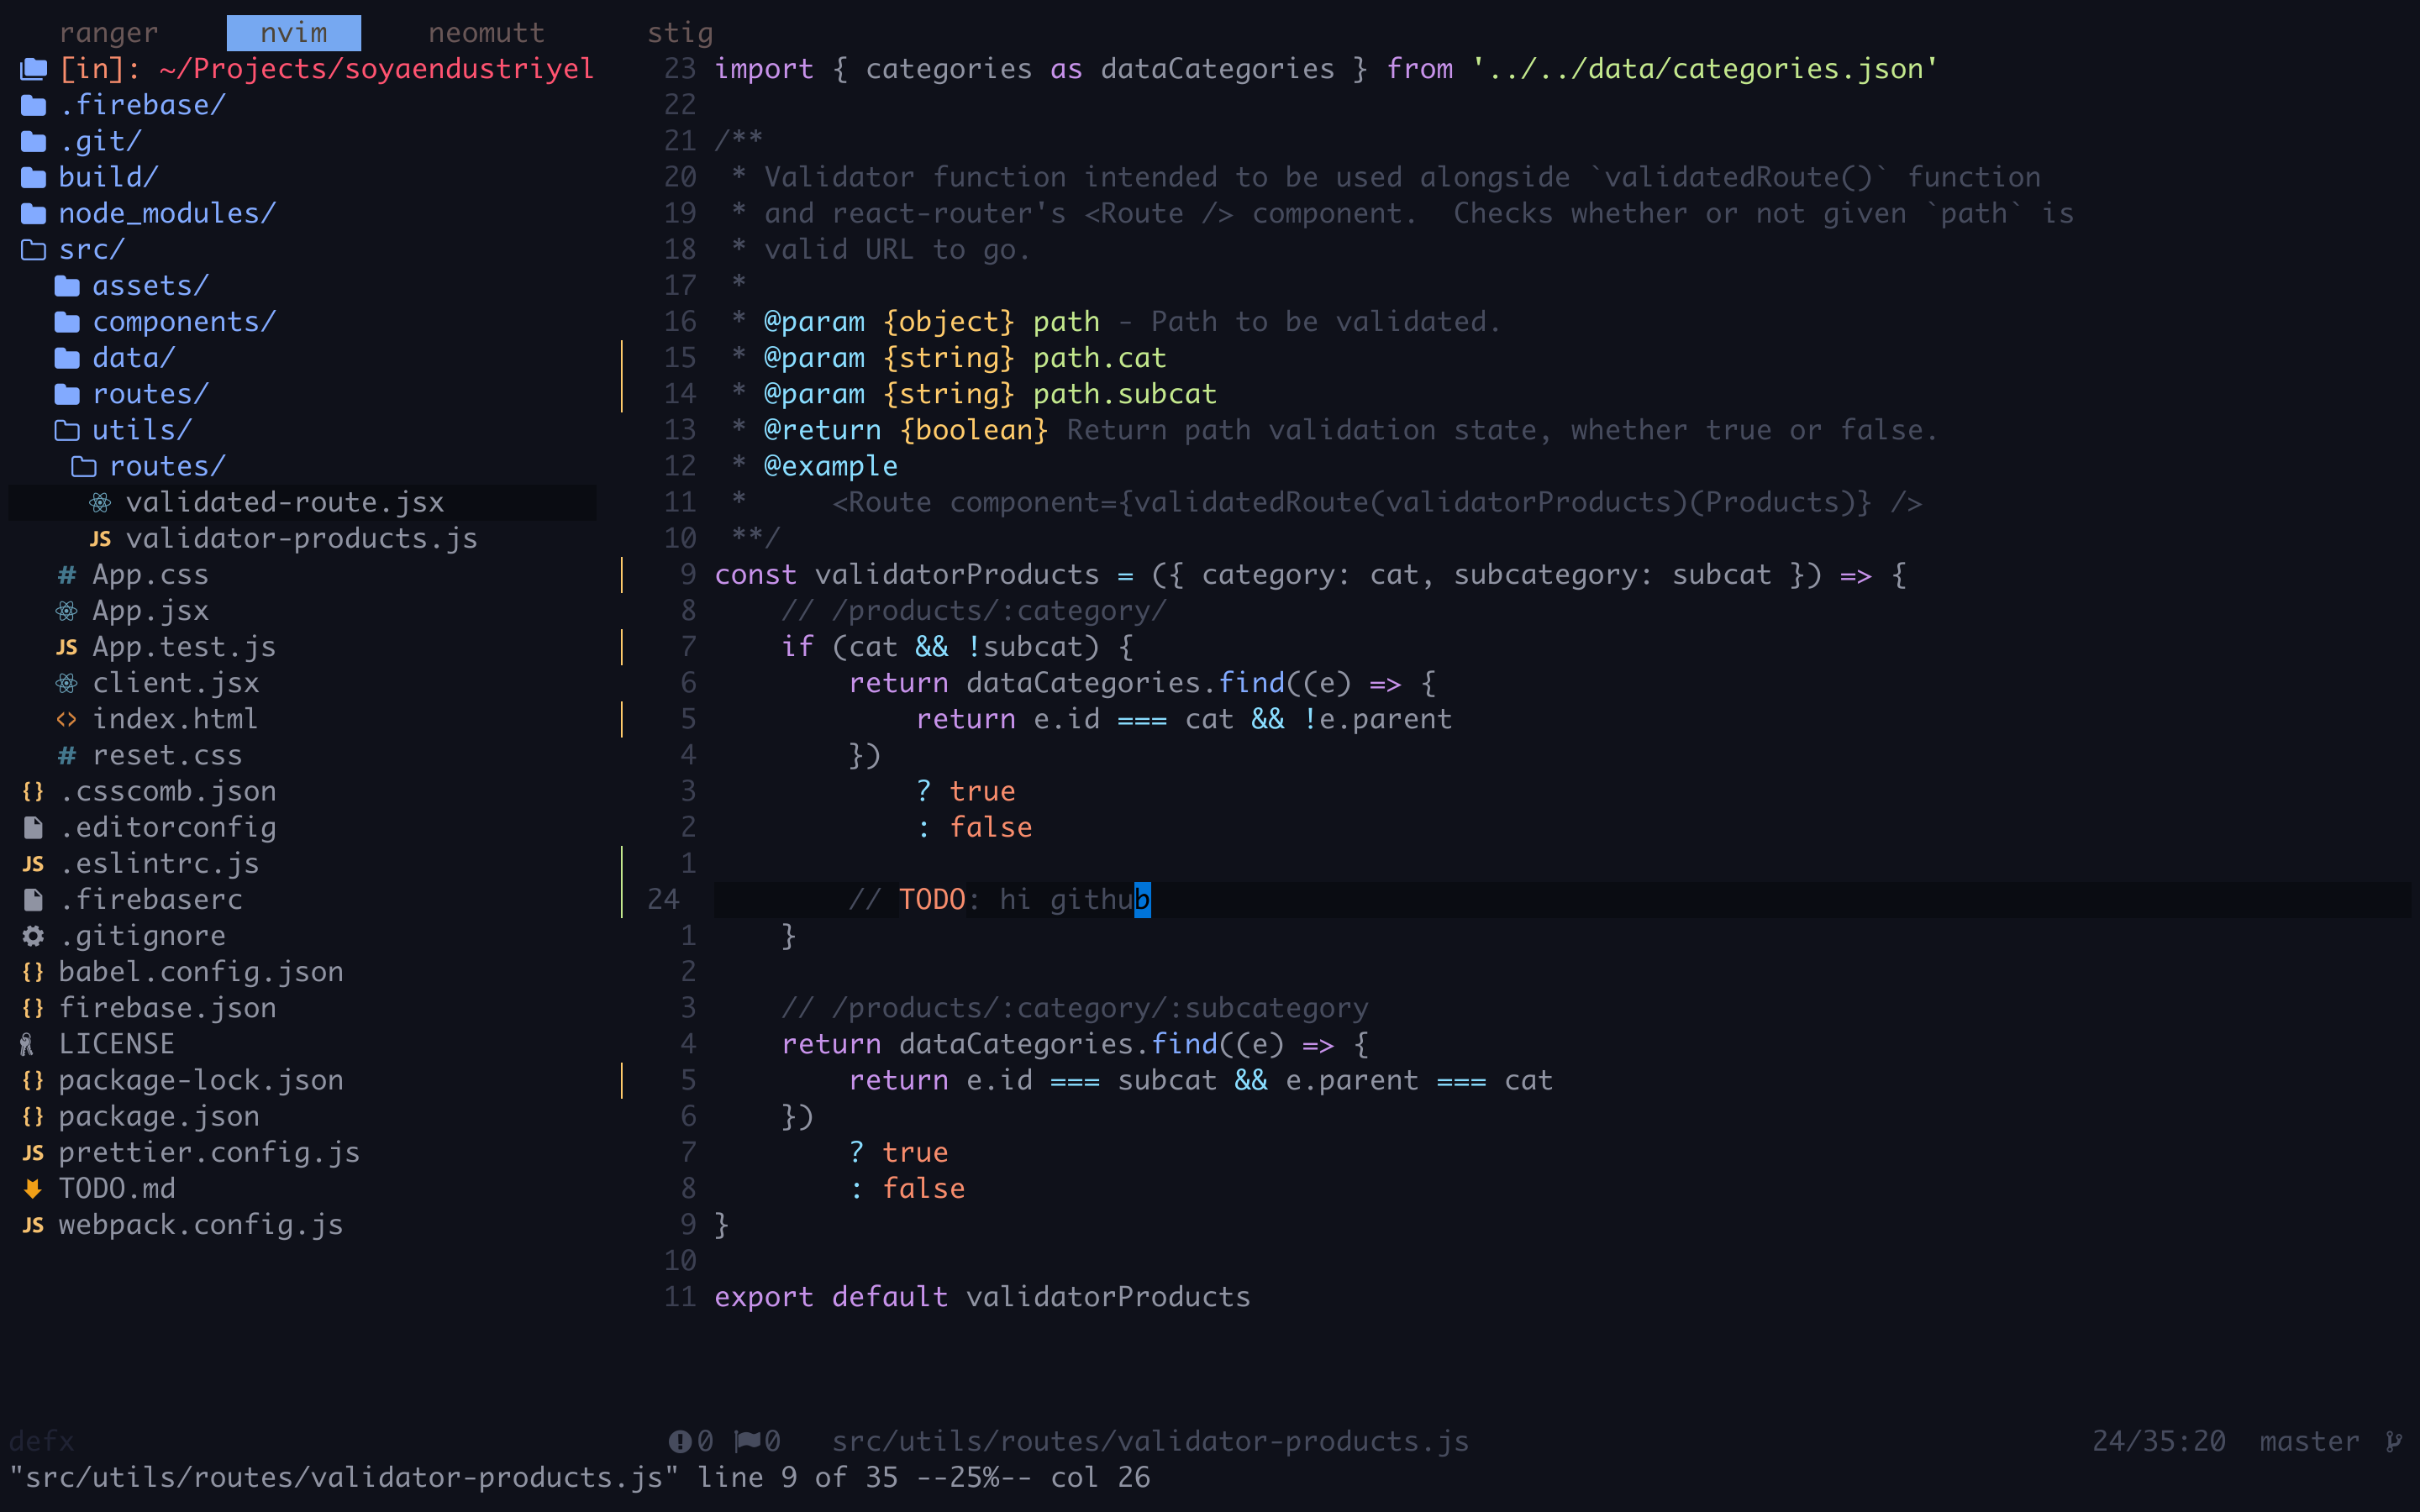 ranger nvim neomutt stig
[in]: ~/Projects/soyaendustriyel
.firebase/
.git/
build/
node_modules/
src/
assets/
components/
data/
routes/
utils/
routes/
validated-route.jsx
JS validator-products.js
# App.css
App.jsx
JS App.test.js
client.jsx
<> index.html
# reset.css
{} .csscomb.json
.editorconfig
JS .eslintrc.js
.firebaserc
.gitignore
{} babel.config.json
{} firebase.json
LICENSE
{} package-lock.json
{} package.json
JS prettier.config.js
TODO.md
JS webpack.config.js
23 import { categories as dataCategories } from '../../data/categories.json'
22
21 /**
20  * Validator function intended to be used alongside `validatedRoute()` function
19  * and react-router's <Route /> component.  Checks whether or not given `path` is
18  * valid URL to go.
17  *
16  * @param {object} path - Path to be validated.
15  * @param {string} path.cat
14  * @param {string} path.subcat
13  * @return {boolean} Return path validation state, whether true or false.
12  * @example
11  *     <Route component={validatedRoute(validatorProducts)(Products)} />
10  **/
9 const validatorProducts = ({ category: cat, subcategory: subcat }) => {
8     // /products/:category/
7     if (cat && !subcat) {
6         return dataCategories.find((e) => {
5             return e.id === cat && !e.parent
4         })
3             ? true
2             : false
1
24         // TODO: hi github
1     }
2
3     // /products/:category/:subcategory
4     return dataCategories.find((e) => {
5         return e.id === subcat && e.parent === cat
6     })
7         ? true
8         : false
9 }
10
11 export default validatorProducts
defx 0 0 src/utils/routes/validator-products.js 24/35:20 master
"src/utils/routes/validator-products.js" line 9 of 35 --25%-- col 26